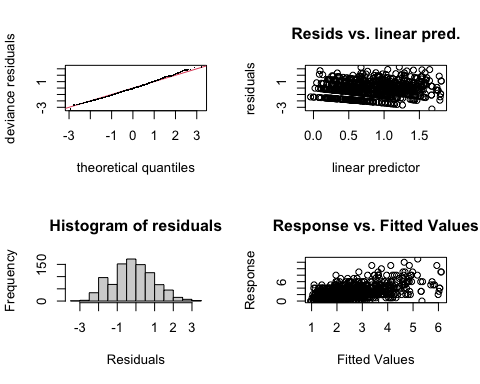 deviance residuals
-3 1
-3 -1 0 1 2 3
theoretical quantiles
Resids vs. linear pred.
residuals
-3 1
0.0 0.5 1.0 1.5
linear predictor
Histogram of residuals
Frequency
0 150
-3 -1 1 2 3
Residuals
Response vs. Fitted Values
Response
0 6
1 2 3 4 5 6
Fitted Values